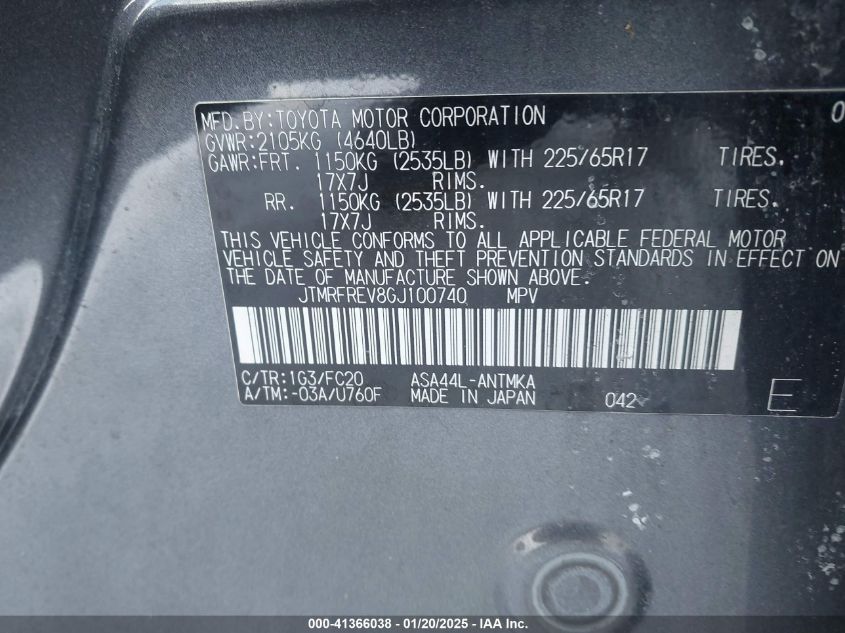 MFD.BY:TOYOTA MOTOR CORPORATION 0
GVWR:2105KG (4640LB)
GAWR:FRT. 1150KG (2535LB) WITH 225/65R17 TIRES.
17X7J RIMS.
RR. 1150KG (2535LB) WITH 225/65R17 TIRES.
17X7J RIMS.
THIS VEHICLE CONFORMS TO ALL APPLICABLE FEDERAL MOTOR
VEHICLE SAFETY AND THEFT PREVENTION STANDARDS IN EFFECT ON
THE DATE OF MANUFACTURE SHOWN ABOVE.
JTMRFREV8GJ100740 MPV
C/TR:1G3/FC20 ASA44L-ANTMKA
A/TM:-03A/U760F MADE IN JAPAN 042 E
000-41366038 | 01/20/2025 - IAA Inc.